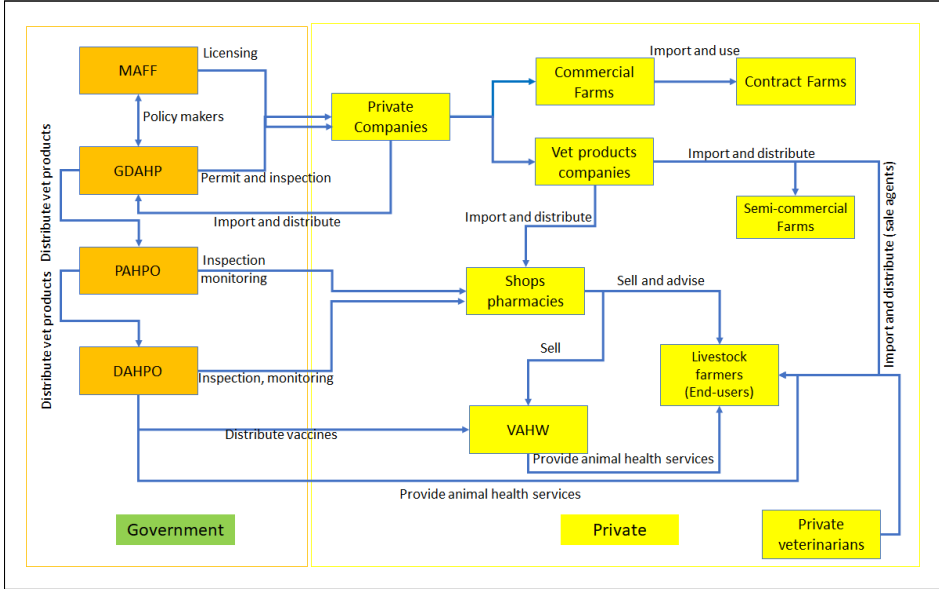 Licensing
MAFF
Import and use
Commercial
Farms
Contract Farms
Private
Companies
Policy makers
Distribute vet products
GDAHP
Permit and inspection
Vet products
companies
Import and distribute
Import and distribute
Import and distribute
Semi-commercial
Farms
Import and distribute ( sale agents)
PAHPO
Inspection
monitoring
Shops
pharmacies
Sell and advise
Distribute vet products
DAHPO
Inspection, monitoring
Sell
Livestock
farmers
(End-users)
Distribute vaccines
VAHW
Provide animal health services
Provide animal health services
Government
Private
Private
veterinarians